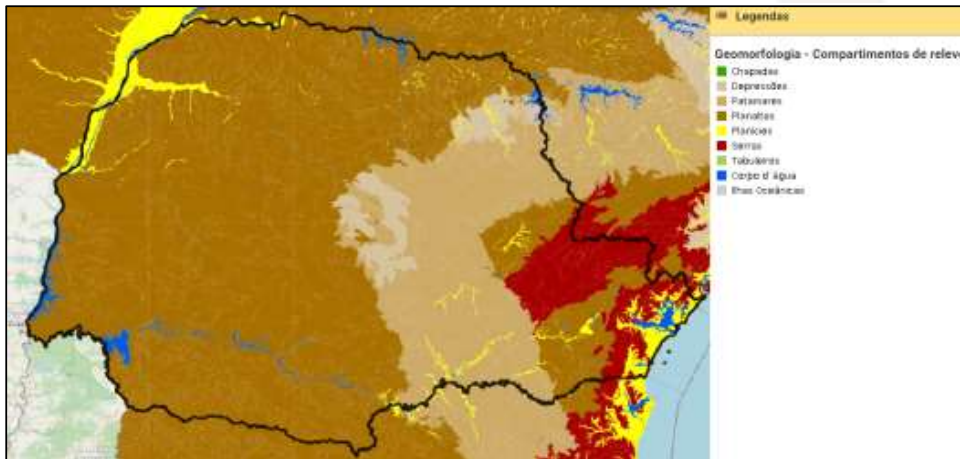 Legendas
Geomorfologia - Compartimentos de relevo
Chapadas
Depressões
Patamares
Planaltos
Planícies
Serras
Tabuleiros
Corpo d'água
Ilhas Oceânicas